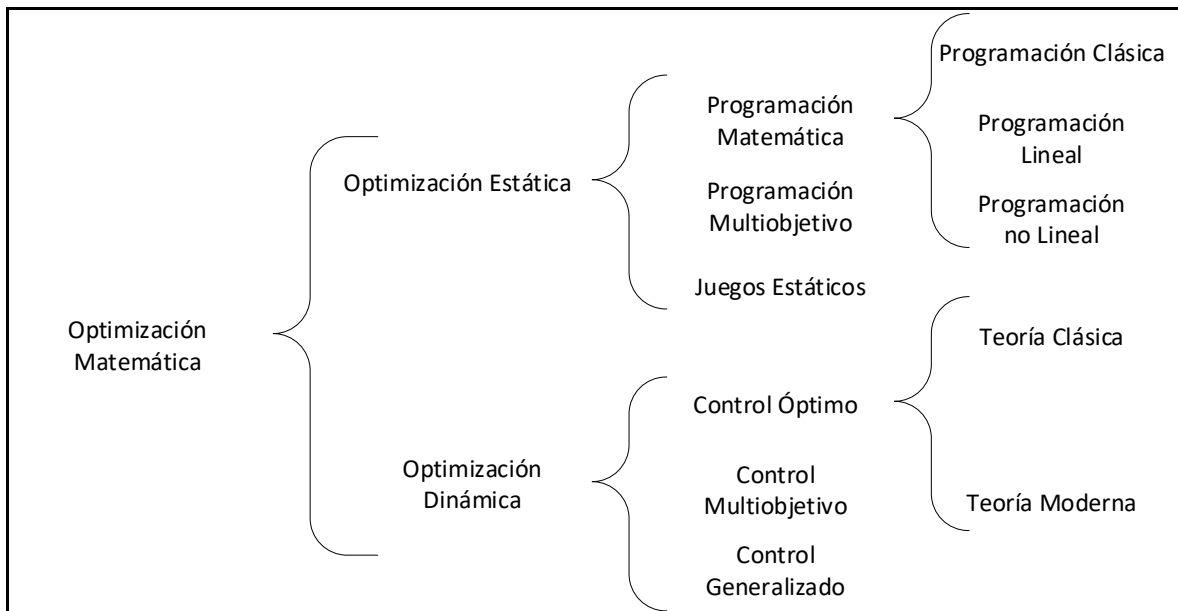 Optimización
Matemática
Optimización Estática
Programación
Matemática
Programación Clásica
Programación
Lineal
Programación
no Lineal
Programación
Multiobjetivo
Juegos Estáticos
Optimización
Dinámica
Control Óptimo
Teoría Clásica
Teoría Moderna
Control
Multiobjetivo
Control
Generalizado